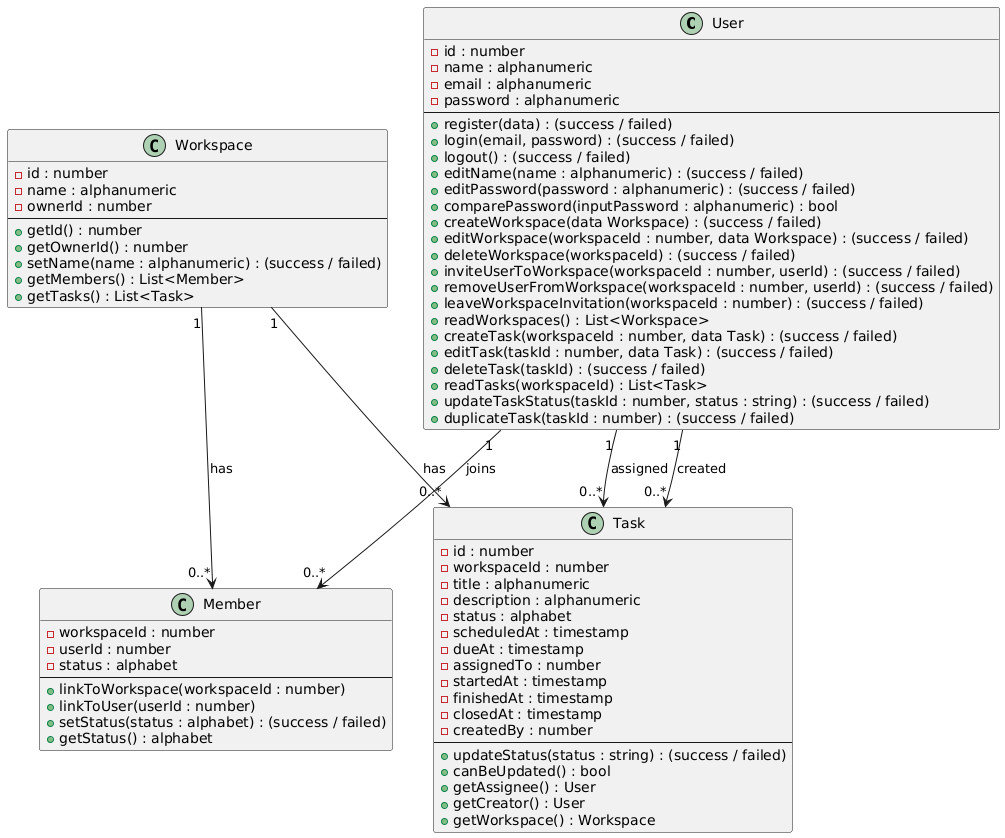 C User
- id : number
- name : alphanumeric
- email : alphanumeric
- password : alphanumeric
register(data) : (success / failed)
login(email, password) : (success / failed)
logout() : (success / failed)
editName(name : alphanumeric) : (success / failed)
editPassword(password : alphanumeric) : (success / failed)
comparePassword(inputPassword : alphanumeric) : bool
createWorkspace(data Workspace) : (success / failed)
editWorkspace(workspaceId : number, data Workspace) : (success / failed)
deleteWorkspace(workspaceId) : (success / failed)
inviteUserToWorkspace(workspaceId : number, userId) : (success / failed)
removeUserFromWorkspace(workspaceId : number, userId) : (success / failed)
leaveWorkspaceInvitation(workspaceId : number) : (success / failed)
readWorkspaces() : List<Workspace>
createTask(workspaceId : number, data Task) : (success / failed)
editTask(taskId : number, data Task) : (success / failed)
deleteTask(taskId) : (success / failed)
readTasks(workspaceId) : List<Task>
updateTaskStatus(taskId : number, status : string) : (success / failed)
duplicateTask(taskId : number) : (success / failed)
C Workspace
id : number
name : alphanumeric
ownerId : number
getId() : number
getOwnerId() : number
setName(name : alphanumeric) : (success / failed)
getMembers() : List<Member>
getTasks() : List<Task>
1
1
1
1
1
has
has
joins
assigned
created
0..*
0..*
0..*
0..*
0..*
C Member
workspaceId : number
userId : number
status : alphabet
linkToWorkspace(workspaceId : number)
linkToUser(userId : number)
setStatus(status : alphabet) : (success / failed)
getStatus() : alphabet
C Task
id : number
workspaceId : number
title : alphanumeric
description : alphanumeric
status : alphabet
scheduledAt : timestamp
dueAt : timestamp
assignedTo : number
startedAt : timestamp
finishedAt : timestamp
closedAt : timestamp
createdBy : number
updateStatus(status : string) : (success / failed)
canBeUpdated() : bool
getAssignee() : User
getCreator() : User
getWorkspace() : Workspace